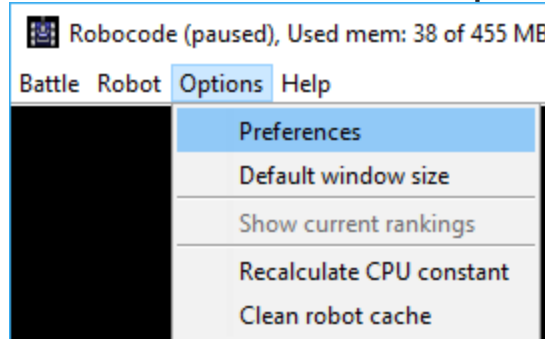 Robocode (paused), Used mem: 38 of 455 MB
Battle Robot Options Help
Preferences
Default window size
Show current rankings
Recalculate CPU constant
Clean robot cache